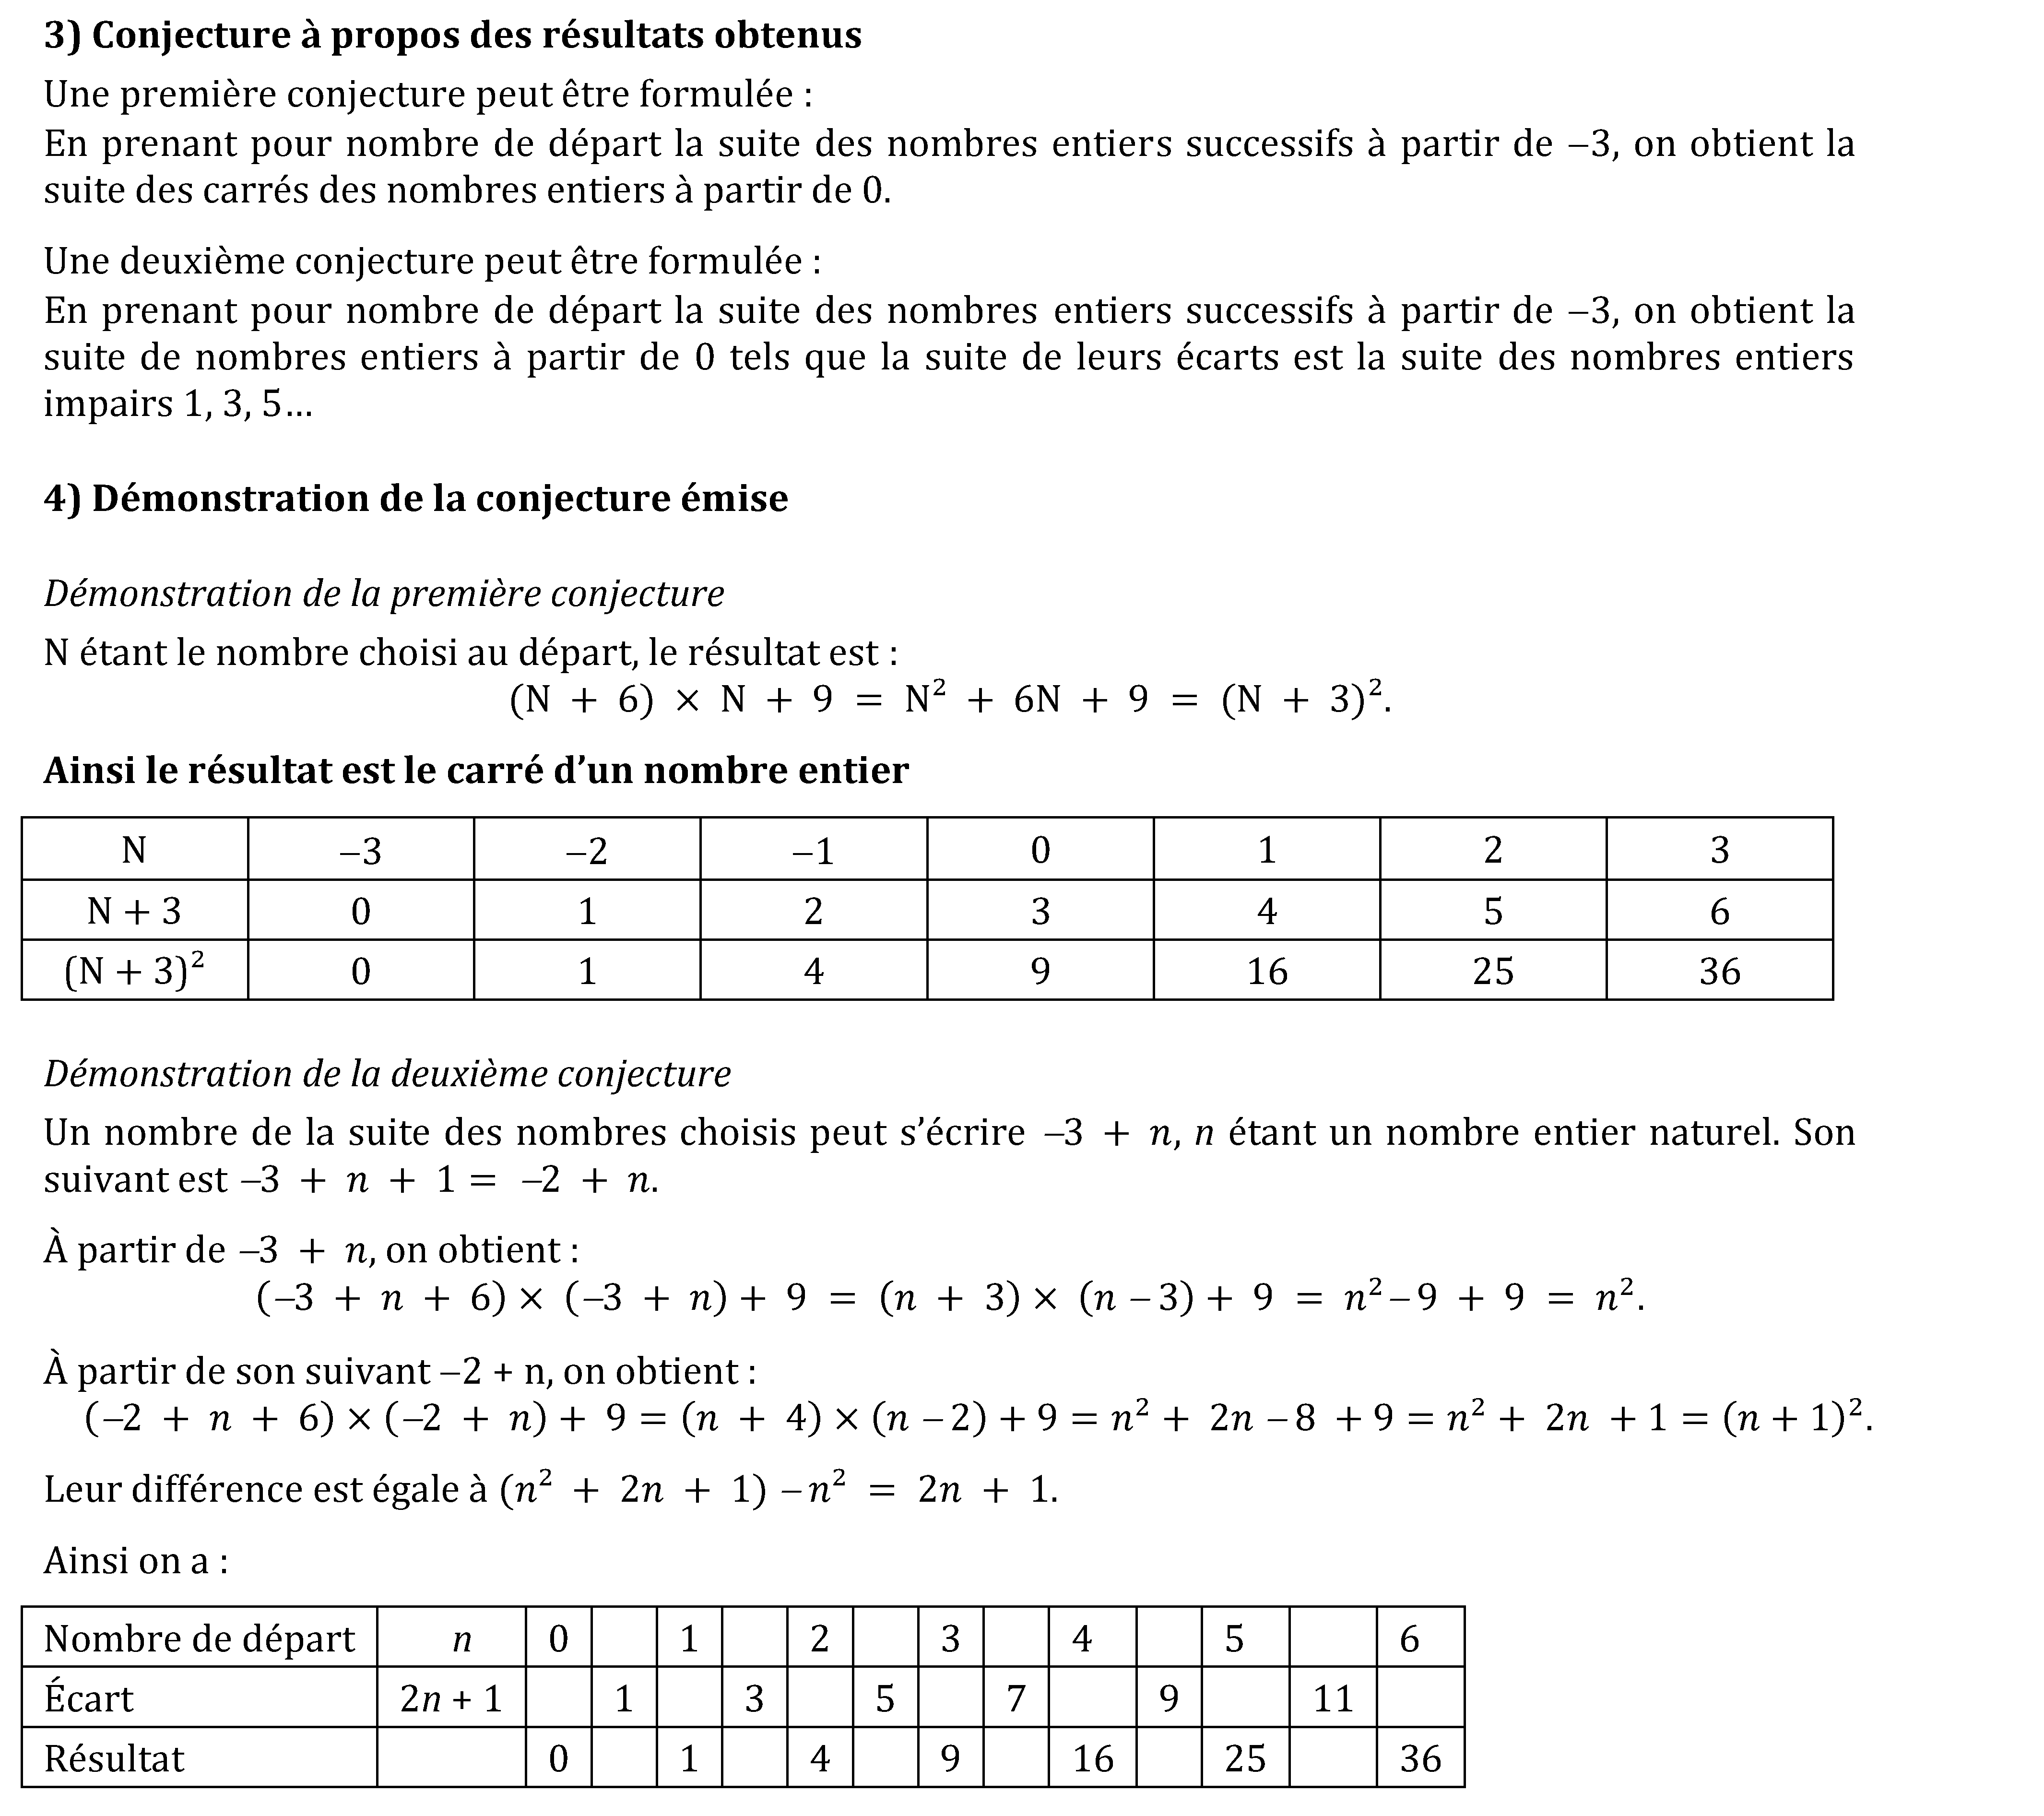 3) Conjecture à propos des résultats obtenus
Une première conjecture peut être formulée :
En prenant pour nombre de départ la suite des nombres entiers successifs à partir de –3, on obtient la
suite des carrés des nombres entiers à partir de 0.
Une deuxième conjecture peut être formulée :
En prenant pour nombre de départ la suite des nombres entiers successifs à partir de –3, on obtient la
suite de nombres entiers à partir de 0 tels que la suite de leurs écarts est la suite des nombres entiers
impairs 1, 3, 5…
4) Démonstration de la conjecture émise
Démonstration de la première conjecture
N étant le nombre choisi au départ, le résultat est :
(N + 6) × N + 9 = N² + 6N + 9 = (N + 3)².
Ainsi le résultat est le carré d’un nombre entier
N –3 –2 –1 0 1 2 3
N + 3 0 1 2 3 4 5 6
(N + 3)² 0 1 4 9 16 25 36
Démonstration de la deuxième conjecture
Un nombre de la suite des nombres choisis peut s’écrire –3 + n, n étant un nombre entier naturel. Son
suivant est –3 + n + 1 = –2 + n.
À partir de –3 + n, on obtient :
(–3 + n + 6) × (–3 + n) + 9 = (n + 3) × (n – 3) + 9 = n² – 9 + 9 = n².
À partir de son suivant –2 + n, on obtient :
(–2 + n + 6) × (–2 + n) + 9 = (n + 4) × (n – 2) + 9 = n² + 2n – 8 + 9 = n² + 2n + 1 = (n + 1)².
Leur différence est égale à (n² + 2n + 1) – n² = 2n + 1.
Ainsi on a :
Nombre de départ n 0 1 2 3 4 5 6
Écart 2n + 1 1 3 5 7 9 11
Résultat 0 1 4 9 16 25 36